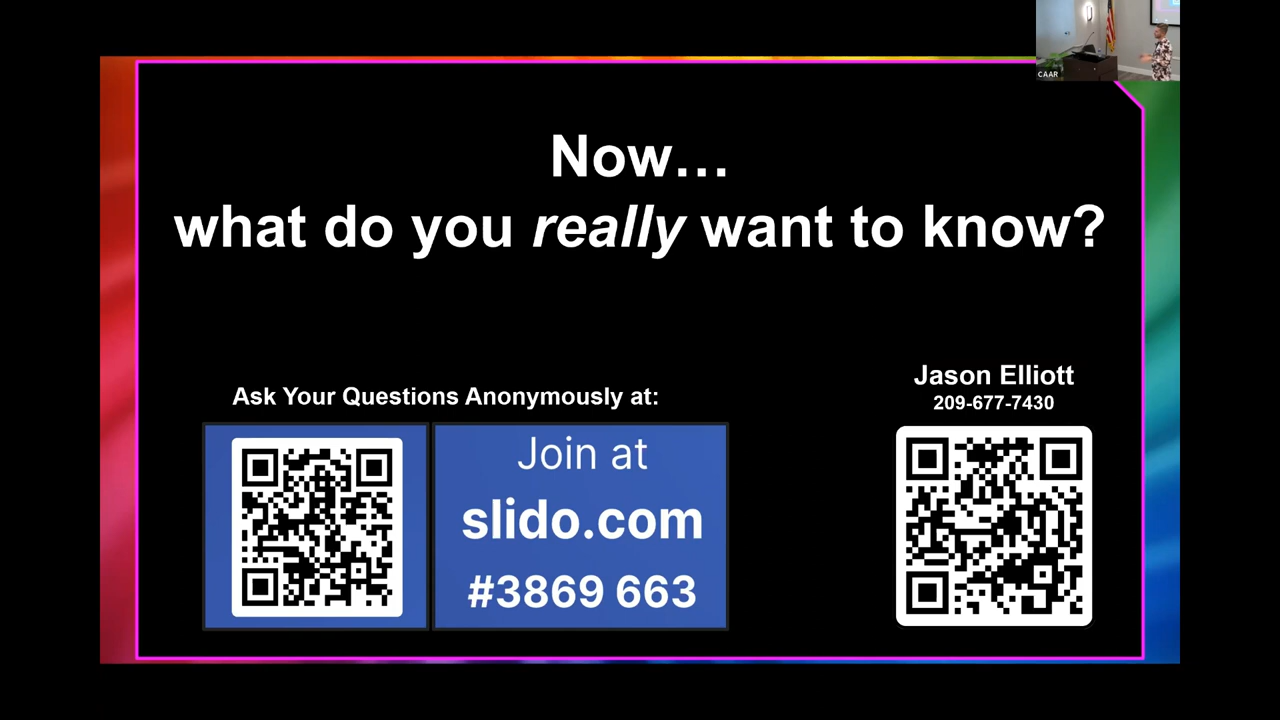 CAAR
Now…
what do you really want to know?
Ask Your Questions Anonymously at:
Join at
slido.com
#3869 663
Jason Elliott
209-677-7430